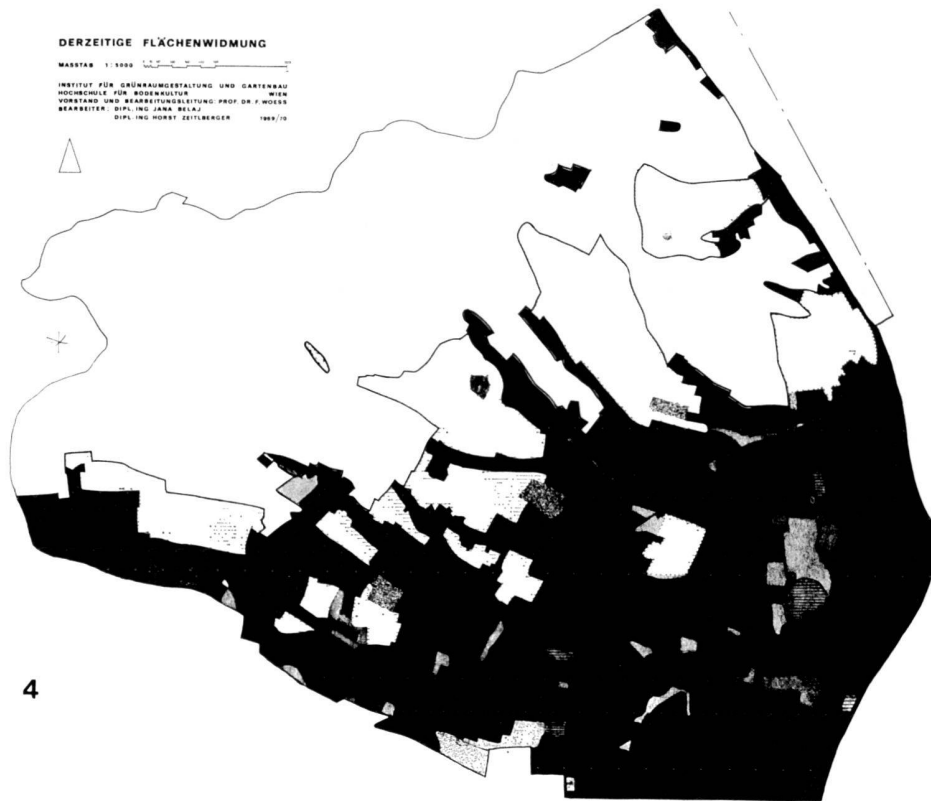 DERZEITIGE FLÄCHENWIDMUNG
MASSTAB 1:5000
INSTITUT FÜR GRÜNRAUMGESTALTUNG UND GARTENBAU
HOCHSCHULE FÜR BODENKULTUR WIEN
VORSTAND UND BEARBEITUNGSLEITUNG: PROF. DR. F. WOESS
BEARBEITER: DIPL. ING JANA BELAJ
DIPL. ING HORST ZEITLBERGER 1969/70
4